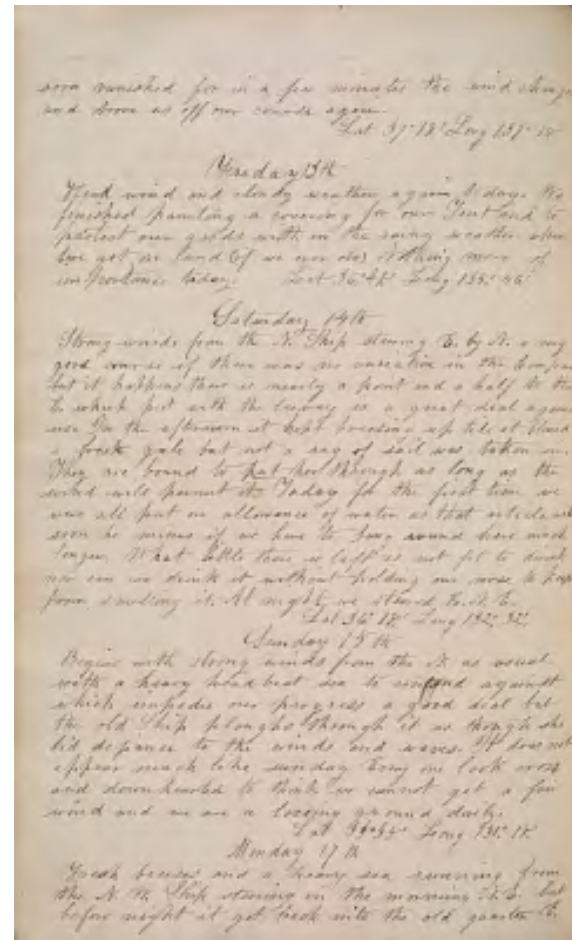 soon vanished for in a few minutes the wind change
and drove us off our course again
Lat 37° 18' Long 137° 18'
Friday 13th
Head wind and cloudy weather again today. We
finished painting a covering for our Tent and to
protect our goods with in the rainy weather when
we get on land (if we ever do) Nothing more of
importance today. Lat 36° 41' Long 135° 46'
Saturday 14th
Strong winds from the N. Ship steering E. by N. a very
good course if there was no variation in the Compass
but it happens there is nearly a point and a half to the
E. which put with the leeway is a great deal against
us. In the afternoon it kept breezing up till it blowed
a fresh gale but not a rag of sail was taken in.
They are bound to put her through as long as the
wind will permit it. Today for the first time we
were all put on allowance of water as that article will
soon be minus if we have to bang around here much
longer. What little there is left is not fit to drink
nor can we drink it without holding our nose to keep
from smelling it. At night we steered E. N. E.
Lat 36° 18' Long 132° 32'
Sunday 15th
Begins with strong winds from the N. as usual
with a heavy head beat sea to contend against
which impedes our progress a good deal but
the old Ship ploughs through it as though she
bid defiance to the winds and waves. It does not
appear much like sunday Every one look cross
and downhearted to think we cannot get a fair
wind and we are a loosing ground daily.
Lat Long 131° 18'
Monday 17th
Fresh breezes and a heavy sea running from
the N. W. Ship steering in the morning N. E. but
before night it got back into the old quarter E.